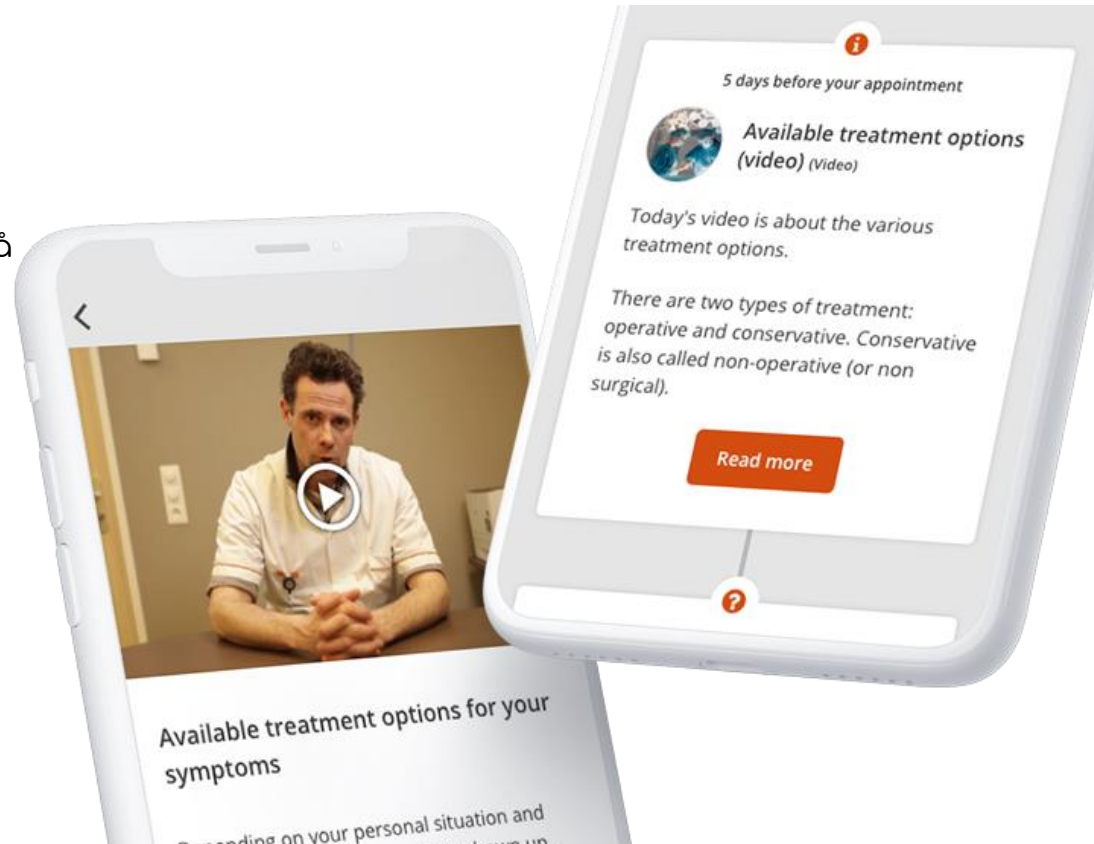 å
5 days before your appointment
Available treatment options
(video) (Video)
Today's video is about the various
treatment options.
There are two types of treatment:
operative and conservative. Conservative
is also called non-operative (or non
surgical).
Read more
?
Available treatment options for your
symptoms
on your personal situation and